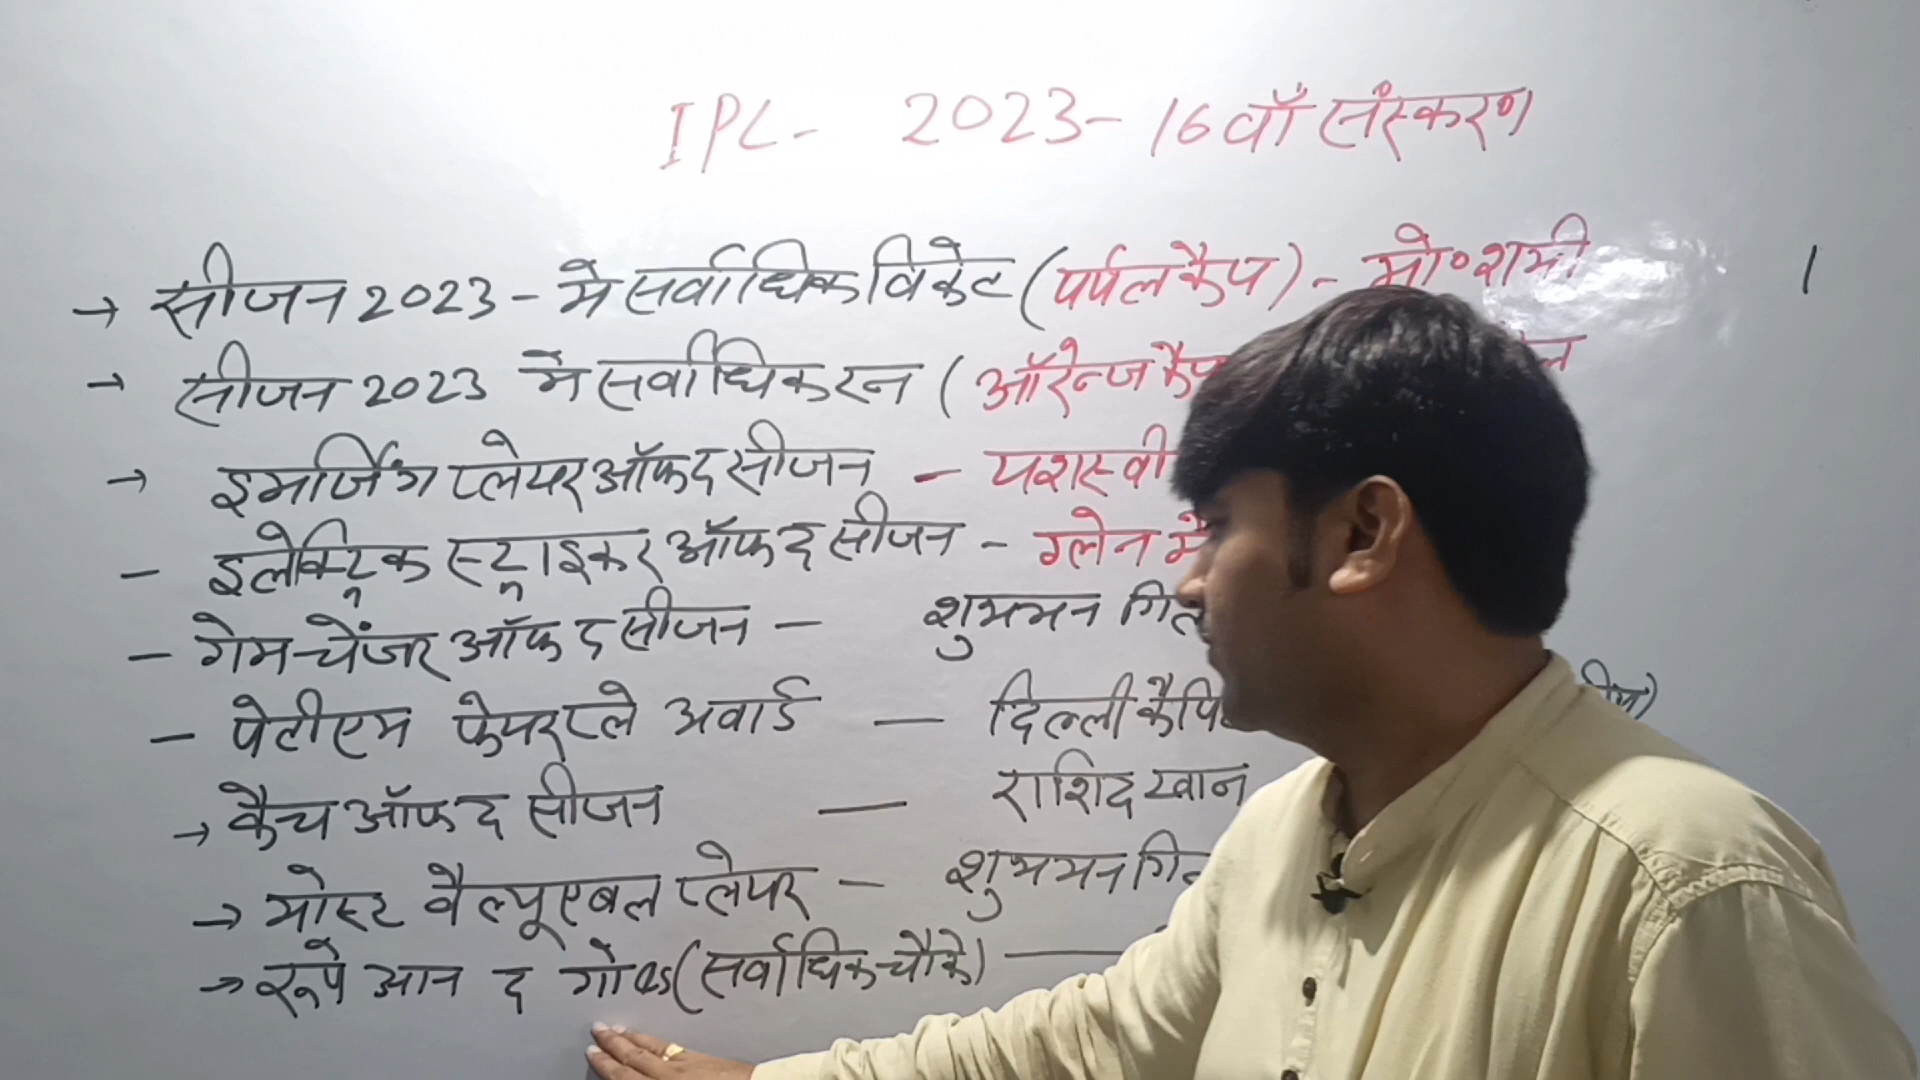 IPL - 2023 - 16वाँ संस्करण
→ सीजन 2023 - मे सर्वाधिक विकेट (पर्पल कैप) - मो० शमी
→ सीजन 2023 मे सर्वाधिक रन (ऑरेन्ज कैप
→ इमर्जिंग प्लेयर ऑफ द सीजन - यशस्वी
- इलेक्ट्रिक स्ट्राइकर ऑफ द सीजन - ग्लेन मै
- गेम चेंजर ऑफ द सीजन - शुभमन गिल
- पेटीएम फेयर प्ले अवार्ड - दिल्ली कैपि
→ कैच ऑफ द सीजन - राशिद खान
→ मोस्ट वैल्यूएबल प्लेयर - शुभमन गिल
→ रूपे आन द गो 4s (सर्वाधिक चौके) -